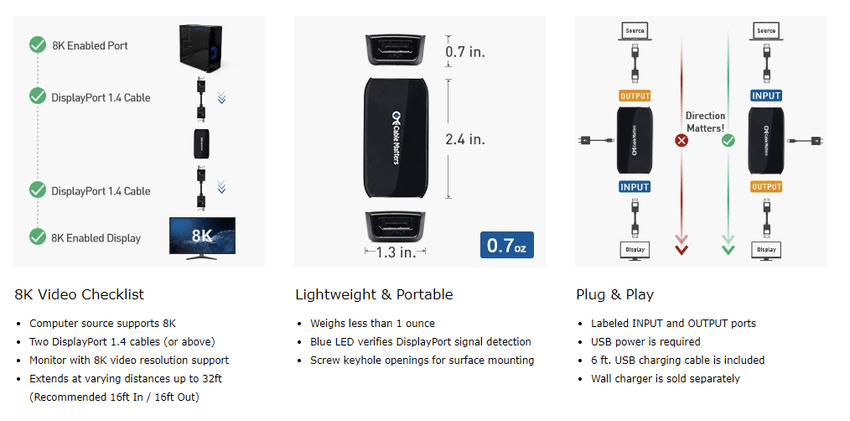 8K Enabled Port
DisplayPort 1.4 Cable
DisplayPort 1.4 Cable
8K Enabled Display
8K
8K Video Checklist
Computer source supports 8K
Two DisplayPort 1.4 cables (or above)
Monitor with 8K video resolution support
Extends at varying distances up to 32ft
(Recommended 16ft In / 16ft Out)
0.7 in.
Cable Matters
2.4 in.
1.3 in.
0.7oz
Lightweight & Portable
Weighs less than 1 ounce
Blue LED verifies DisplayPort signal detection
Screw keyhole openings for surface mounting
Source
Source
OUTPUT
INPUT
Direction
Matters!
Cable Matters
Cable Matters
INPUT
OUTPUT
Display
Display
Plug & Play
Labeled INPUT and OUTPUT ports
USB power is required
6 ft. USB charging cable is included
Wall charger is sold separately